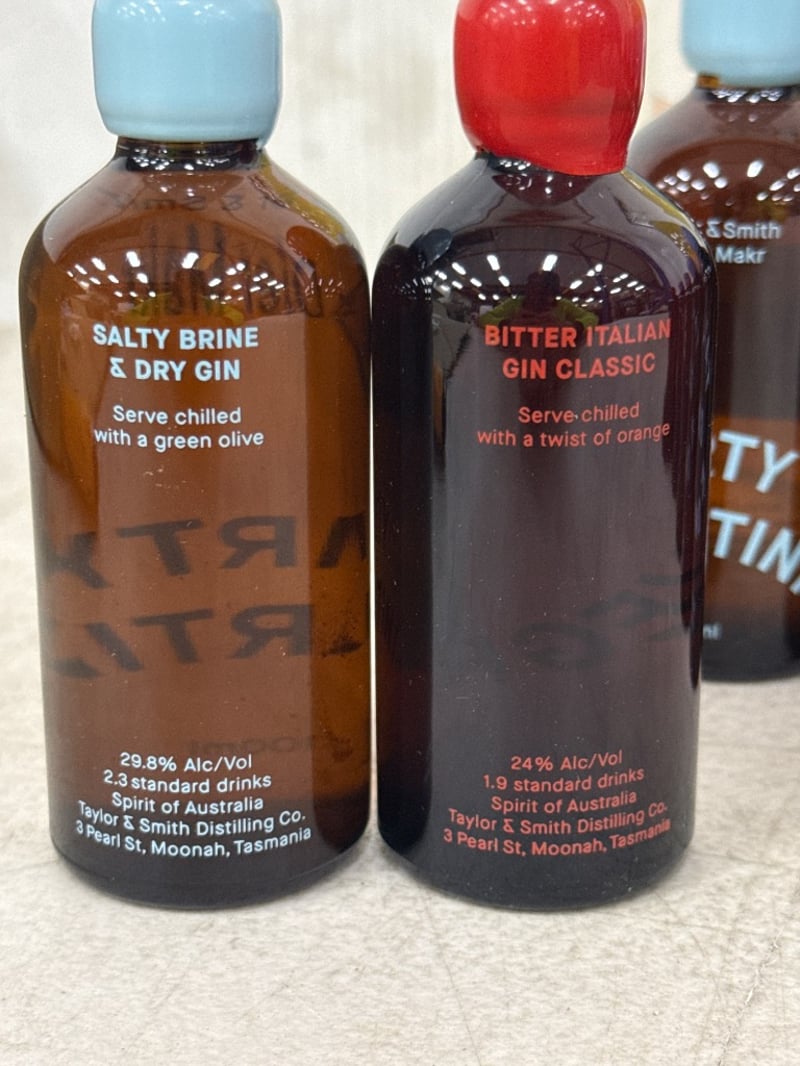 SALTY BRINE
& DRY GIN
Serve chilled
with a green olive
29.8% Alc/Vol
2.3 standard drinks
Spirit of Australia
Taylor & Smith Distilling Co.
3 Pearl St, Moonah, Tasmania
BITTER ITALIAN
GIN CLASSIC
Serve chilled
with a twist of orange
24% Alc/Vol
1.9 standard drinks
Spirit of Australia
Taylor & Smith Distilling Co.
3 Pearl St, Moonah, Tasmania
& Smith
Makr
RTY
TIN
ml